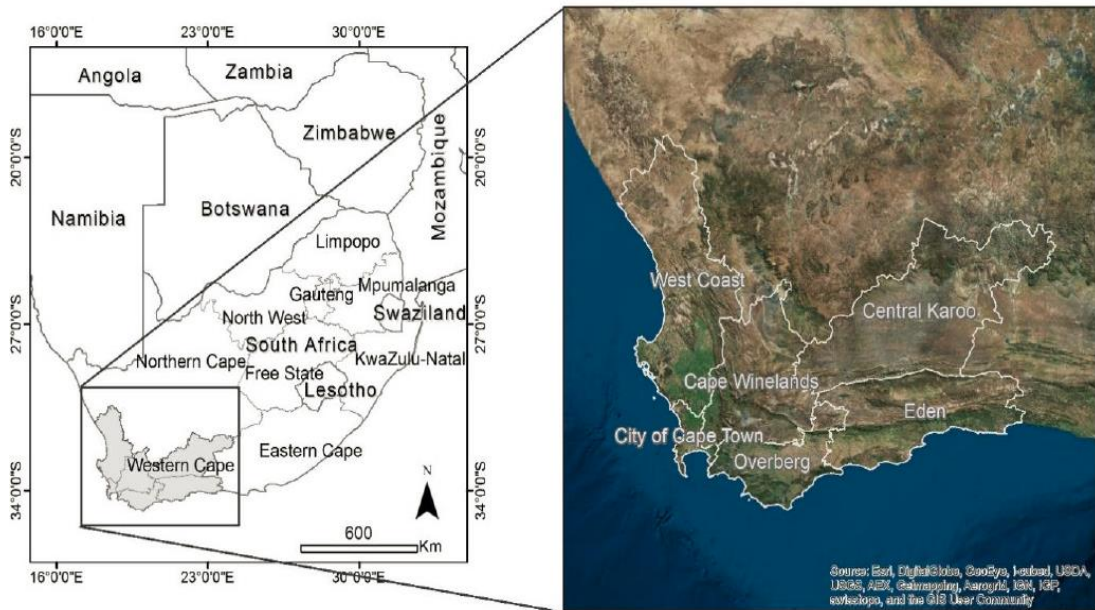 16°0'0"E
23°0'0"E
30°0'0"E
Angola
Zambia
Zimbabwe
Mozambique
20°0'0"S
20°0'0"S
Namibia
Botswana
Limpopo
Mpumalanga
Gauteng
Swaziland
North West
27°0'0"S
27°0'0"S
South Africa
Northern Cape
KwaZulu-Natal
Free State
Lesotho
Eastern Cape
Western Cape
N
34°0'0"S
34°0'0"S
600
Km
16°0'0"E
23°0'0"E
30°0'0"E
West Coast
Central Karoo
Cape Winelands
Eden
City of Cape Town
Overberg
Source: Esri, DigitalGlobe, GeoEye, i-cubed, USDA,
USGS, AEX, Getmapping, Aerogrid, IGN, IGP,
swisstopo, and the GIS User Community